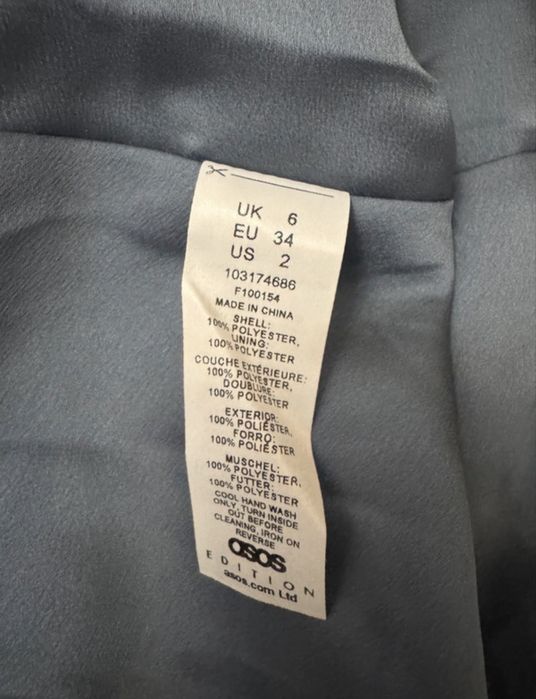 UK 6
EU 34
US 2
103174686
F100154
MADE IN CHINA
SHELL:
100% POLYESTER,
LINING:
100% POLYESTER
COUCHE EXTÉRIEURE:
100% POLYESTER,
DOUBLURE:
100% POLYESTER
EXTERIOR:
100% POLIÉSTER,
FORRO:
100% POLIÉSTER
MUSCHEL:
100% POLYESTER,
FUTTER:
100% POLYESTER
COOL HAND WASH
ONLY, TURN INSIDE
OUT BEFORE
CLEANING, IRON ON
REVERSE
asos
EDITION
asos.com Ltd